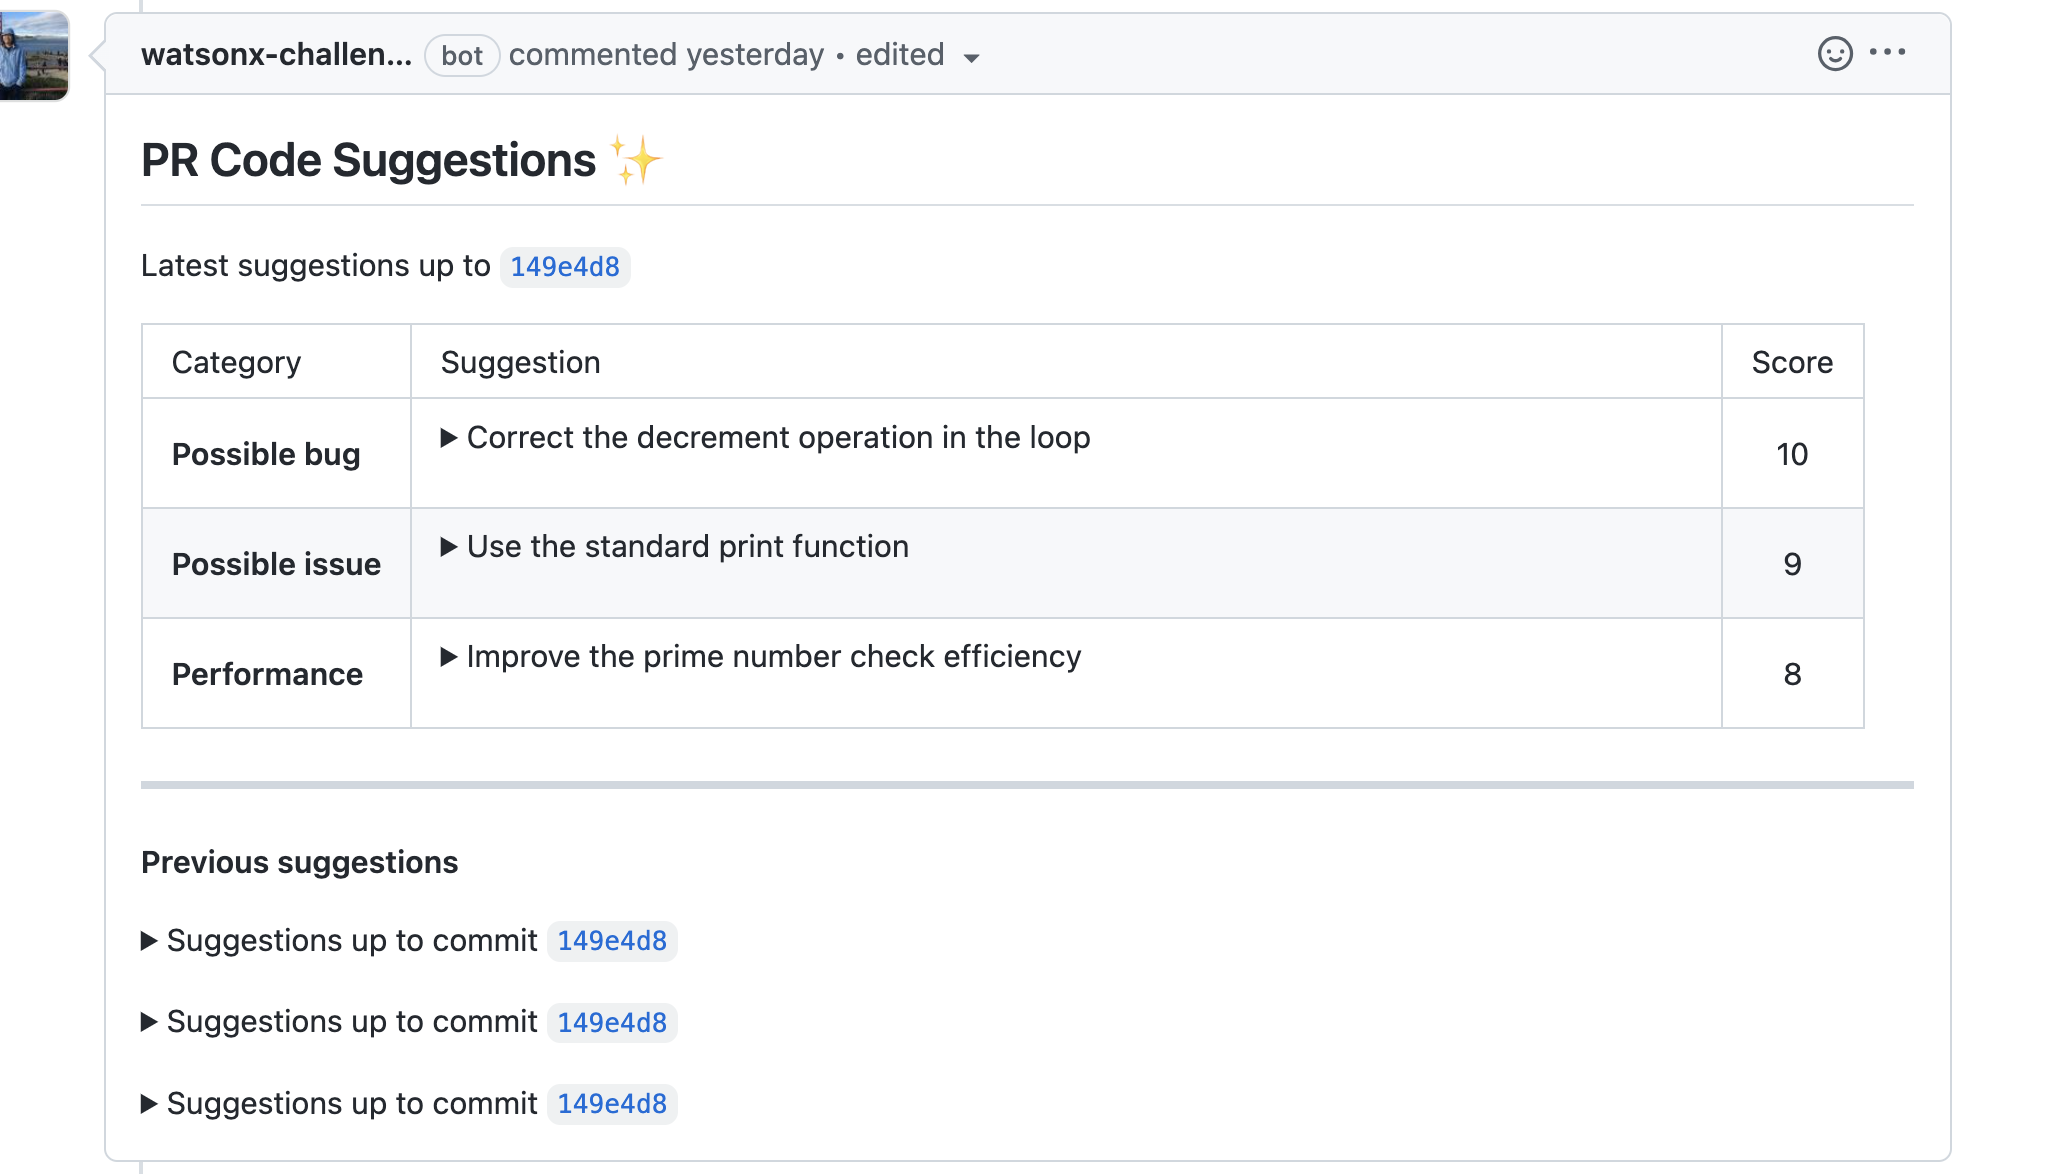 watsonx-challen... bot commented yesterday • edited
PR Code Suggestions ✨
Latest suggestions up to 149e4d8
Category Suggestion Score
Possible bug Correct the decrement operation in the loop 10
Possible issue Use the standard print function 9
Performance Improve the prime number check efficiency 8
Previous suggestions
Suggestions up to commit 149e4d8
Suggestions up to commit 149e4d8
Suggestions up to commit 149e4d8